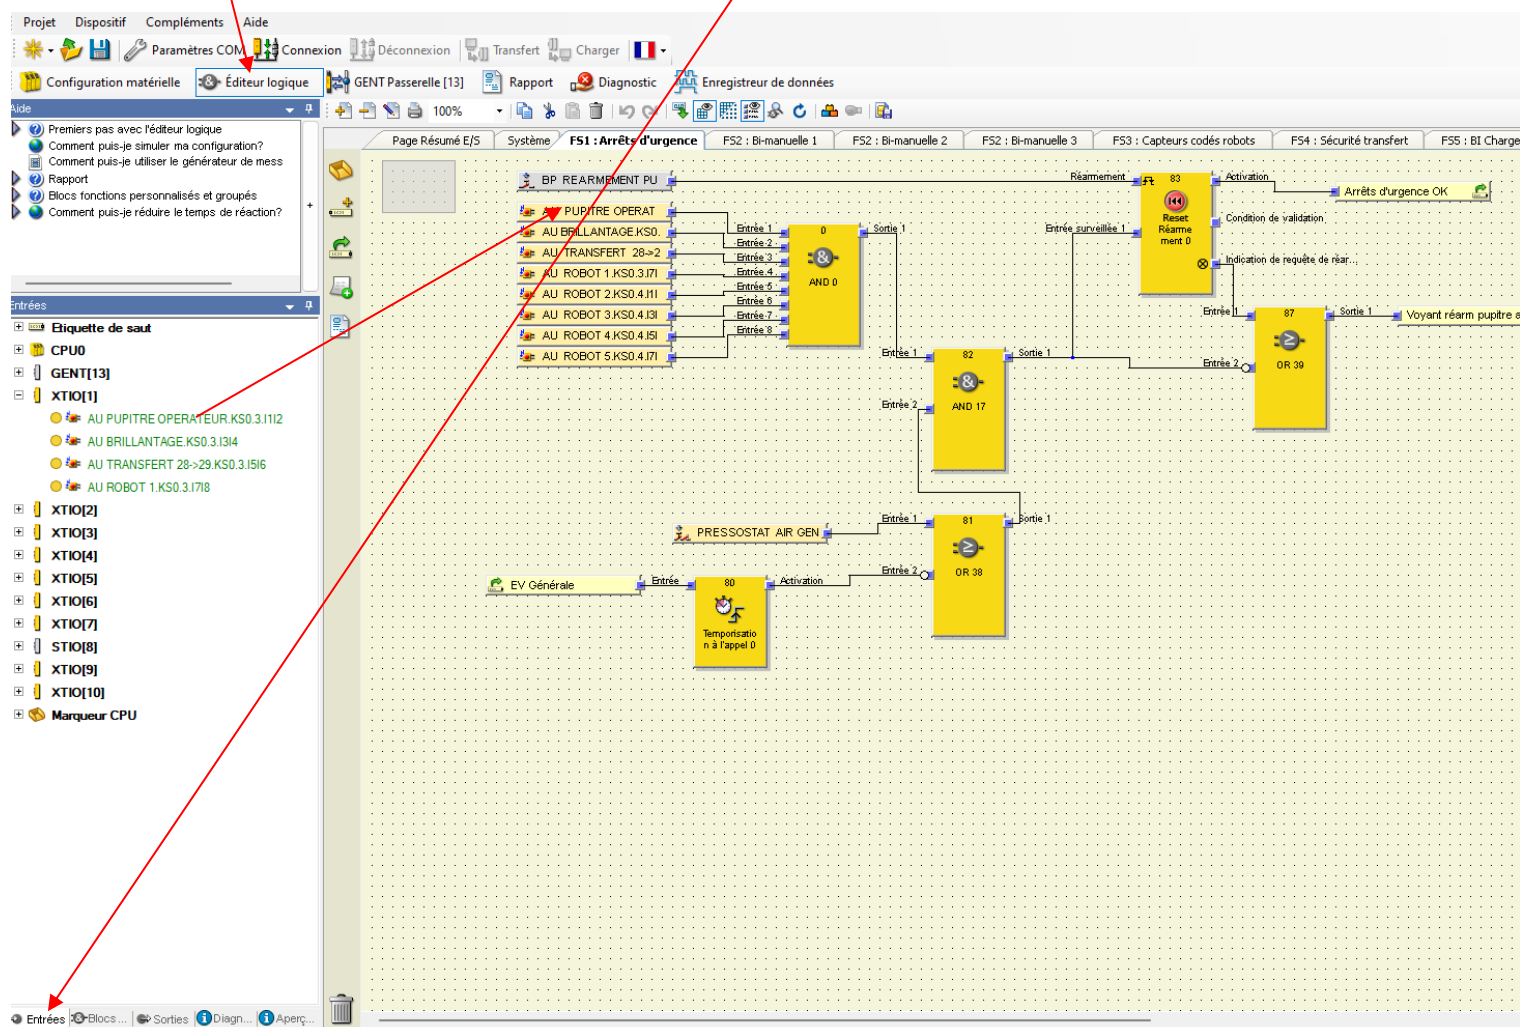 Projet Dispositif Compléments Aide
Paramètres COM Connexion Déconnexion Transfert Charger
Configuration matérielle Éditeur logique GENT Passerelle [13] Rapport Diagnostic Enregistreur de données
Aide
100%
Premiers pas avec l'éditeur logique
Comment puis-je simuler ma configuration?
Comment puis-je utiliser le générateur de mess
Rapport
Blocs fonctions personnalisés et groupés
Comment puis-je réduire le temps de réaction?
Entrées
Etiquette de saut
CPU0
GENT[13]
XTIO[1]
AU PUPITRE OPERATEUR.KS0.3.I1I2
AU BRILLANTAGE.KS0.3.I3I4
AU TRANSFERT 28->29.KS0.3.I5I6
AU ROBOT 1.KS0.3.I7I8
XTIO[2]
XTIO[3]
XTIO[4]
XTIO[5]
XTIO[6]
XTIO[7]
STIO[8]
XTIO[9]
XTIO[10]
Marqueur CPU
Entrées Blocs ... Sorties Diagn... Aperç...
Page Résumé E/S Système FS1 : Arrêts d'urgence FS2 : Bi-manuelle 1 FS2 : Bi-manuelle 2 FS2 : Bi-manuelle 3 FS3 : Capteurs codés robots FS4 : Sécurité transfert FS5 : BI Charge
BP REARMEMENT PU
AU PUPITRE OPERAT
AU BRILLANTAGE.KS0.
AU TRANSFERT 28->2
AU ROBOT 1.KS0.3.I7I
AU ROBOT 2.KS0.4.I1I
AU ROBOT 3.KS0.4.I3I
AU ROBOT 4.KS0.4.I5I
AU ROBOT 5.KS0.4.I7I
Entrée 1
Entrée 2
Entrée 3
Entrée 4
Entrée 5
Entrée 6
Entrée 7
Entrée 8
0
&
AND 0
Sortie 1
Réarmement
Entrée surveillée 1
83
Reset
Réarme
ment 0
Activation
Condition de validation
Indication de requête de réar...
Arrêts d'urgence OK
Entrée 1
Entrée 2
87
≥
OR 39
Sortie 1
Voyant réarm pupitre a
Entrée 1
Entrée 2
82
&
AND 17
Sortie 1
PRESSOSTAT AIR GEN
Entrée 1
Entrée 2
81
≥
OR 38
Sortie 1
EV Générale
Entrée
80
Temporisatio
n à l'appel 0
Activation